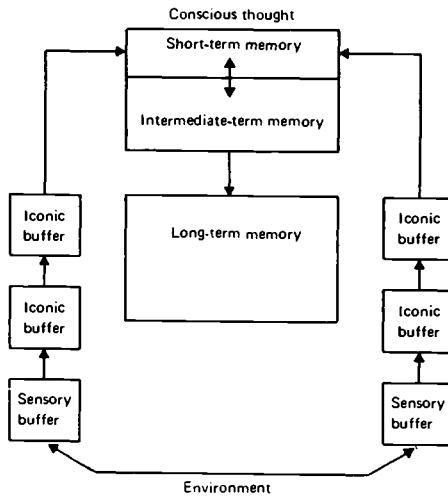 Conscious thought
Short-term memory
Intermediate-term memory
Long-term memory
Iconic
buffer
Iconic
buffer
Sensory
buffer
Iconic
buffer
Iconic
buffer
Sensory
buffer
Environment